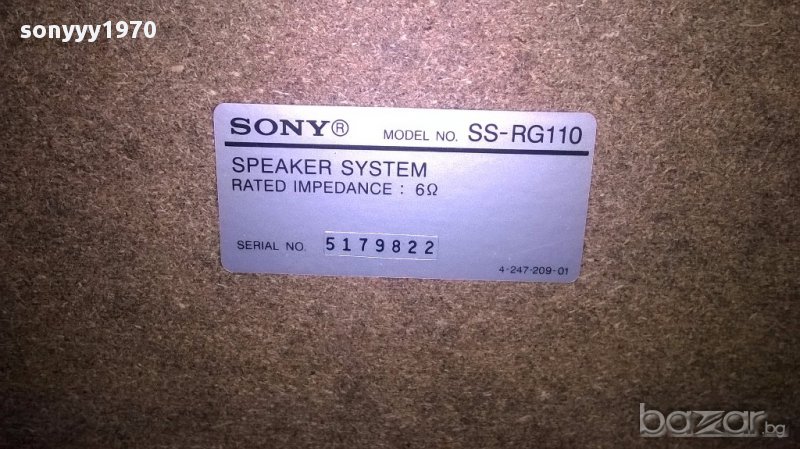 sonyyy1970
SONY® MODEL NO. SS-RG110
SPEAKER SYSTEM
RATED IMPEDANCE : 6Ω
SERIAL NO. 5179822
4-247-209-01
bazar.bg